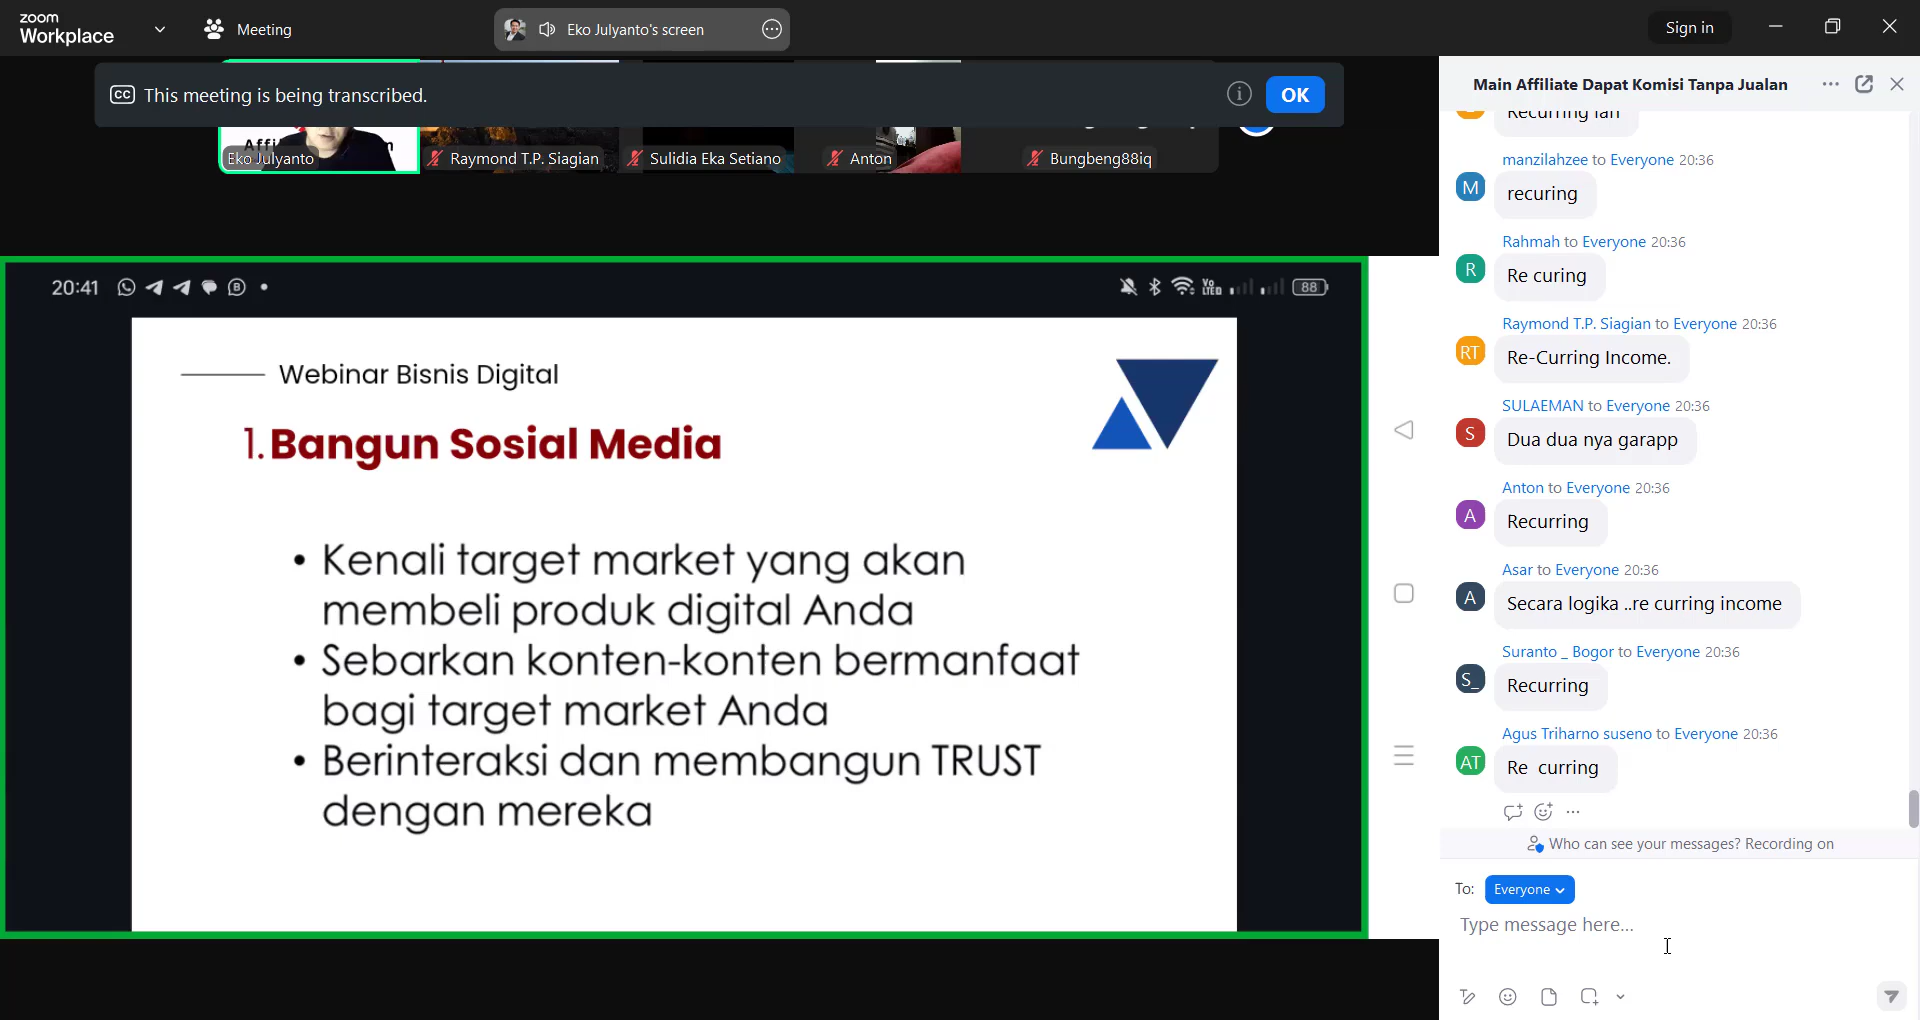 zoom
Workplace
Meeting
Eko Julyanto's screen
Sign in
CC This meeting is being transcribed.
OK
Eko Julyanto
Raymond T.P. Siagian
Sulidia Eka Setiano
Anton
Bungbeng88iq
20:41
88
Webinar Bisnis Digital
1. Bangun Sosial Media
• Kenali target market yang akan
membeli produk digital Anda
• Sebarkan konten-konten bermanfaat
bagi target market Anda
• Berinteraksi dan membangun TRUST
dengan mereka
Main Affiliate Dapat Komisi Tanpa Jualan
manzilahzee to Everyone 20:36
M
recuring
Rahmah to Everyone 20:36
R
Re curing
Raymond T.P. Siagian to Everyone 20:36
RT
Re-Curring Income.
SULAEMAN to Everyone 20:36
S
Dua dua nya garapp
Anton to Everyone 20:36
A
Recurring
Asar to Everyone 20:36
A
Secara logika ..re curring income
Suranto _ Bogor to Everyone 20:36
S_
Recurring
Agus Triharno suseno to Everyone 20:36
AT
Re curring
Who can see your messages? Recording on
To: Everyone
Type message here...